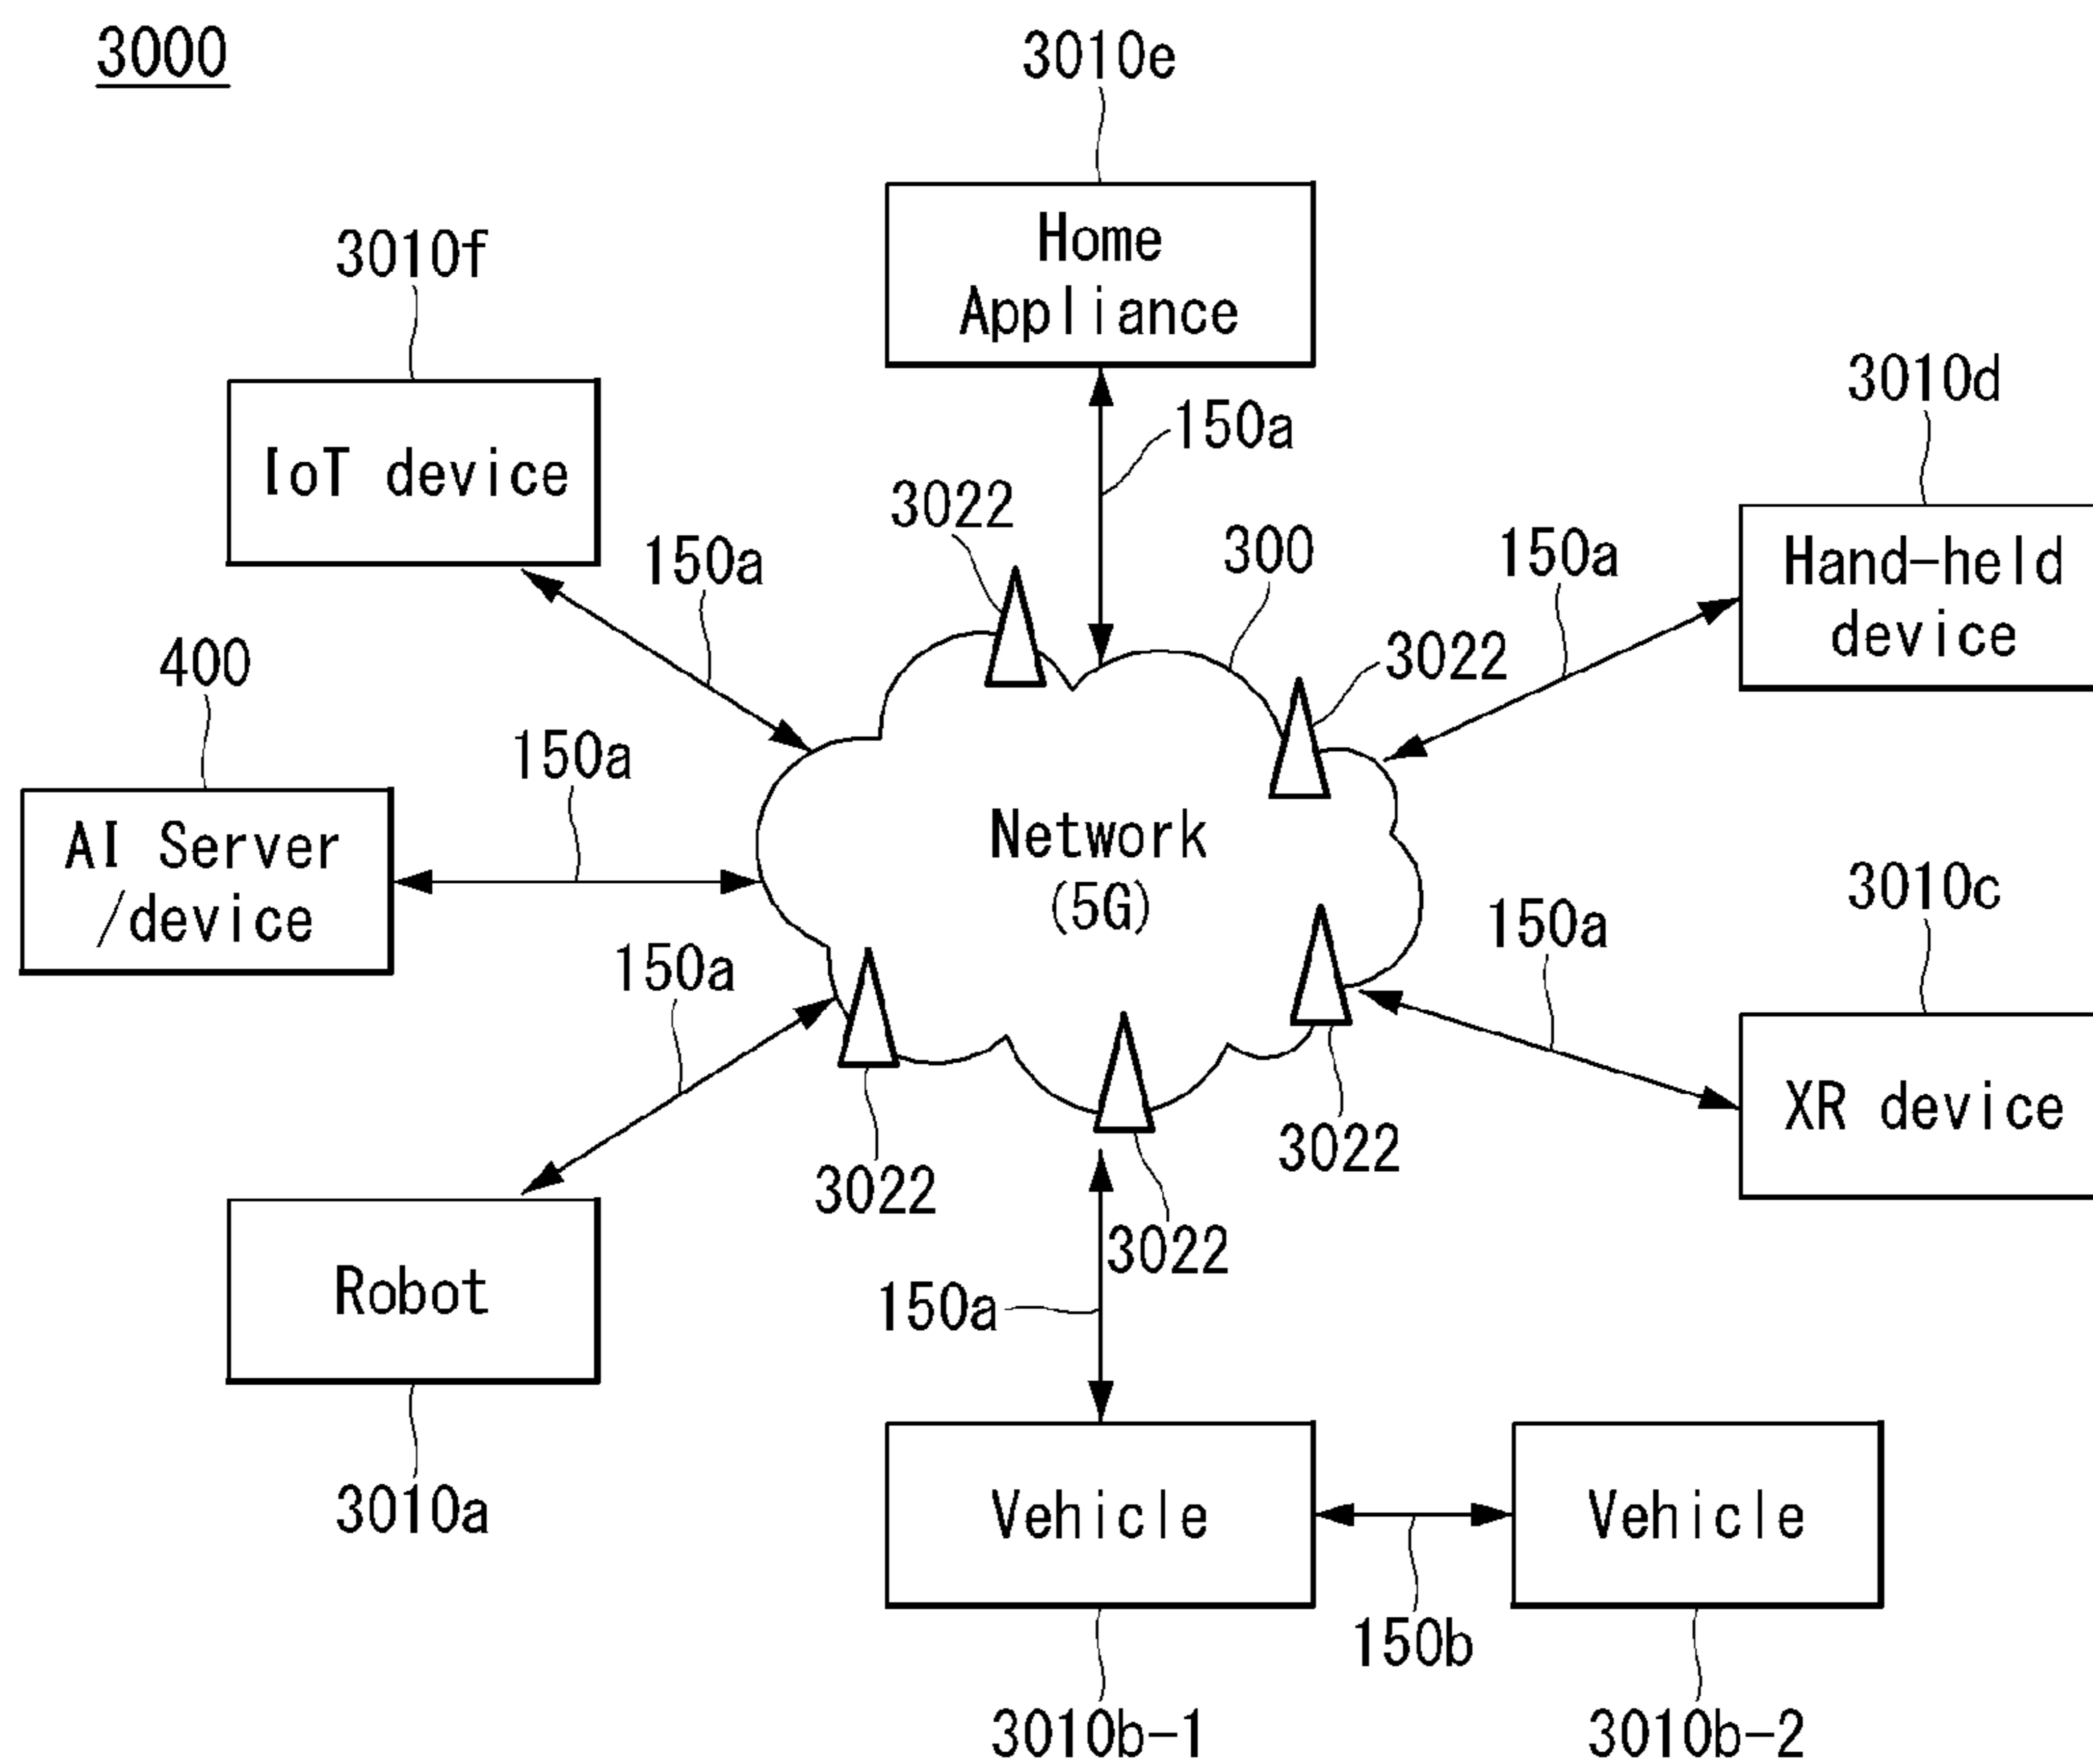 3000
3010e
Home
Appliance
3010f
IoT device
150a
3010d
Hand-held
device
150a
3022
300
150a
3022
150a
400
AI Server
/device
150a
Network
(5G)
3010c
XR device
150a
150a
3022
3022
3022
Robot
3010a
150a
Vehicle
Vehicle
150b
3010b-1
3010b-2